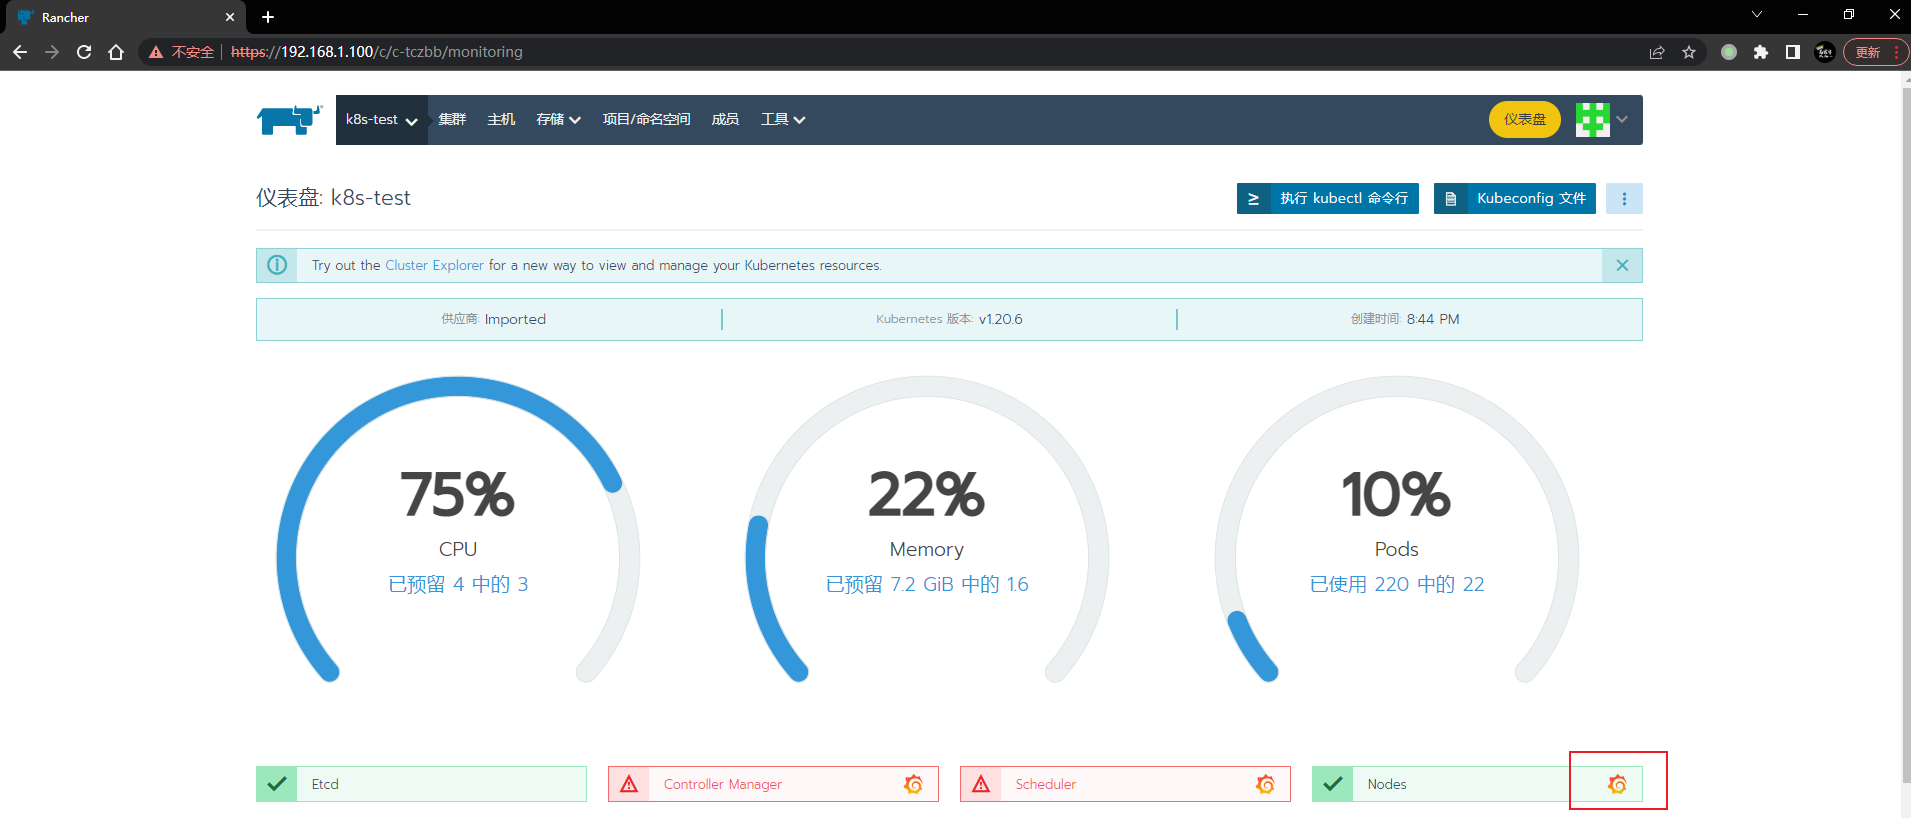 Rancher
不安全 https://192.168.1.100/c/c-tczbb/monitoring 更新
k8s-test 集群 主机 存储 项目/命名空间 成员 工具 仪表盘
仪表盘: k8s-test 执行 kubectl 命令行 Kubeconfig 文件
Try out the Cluster Explorer for a new way to view and manage your Kubernetes resources.
供应商: Imported Kubernetes 版本: v1.20.6 创建时间: 8:44 PM
75% 22% 10%
CPU Memory Pods
已预留 4 中的 3 已预留 7.2 GiB 中的 1.6 已使用 220 中的 22
Etcd Controller Manager Scheduler Nodes